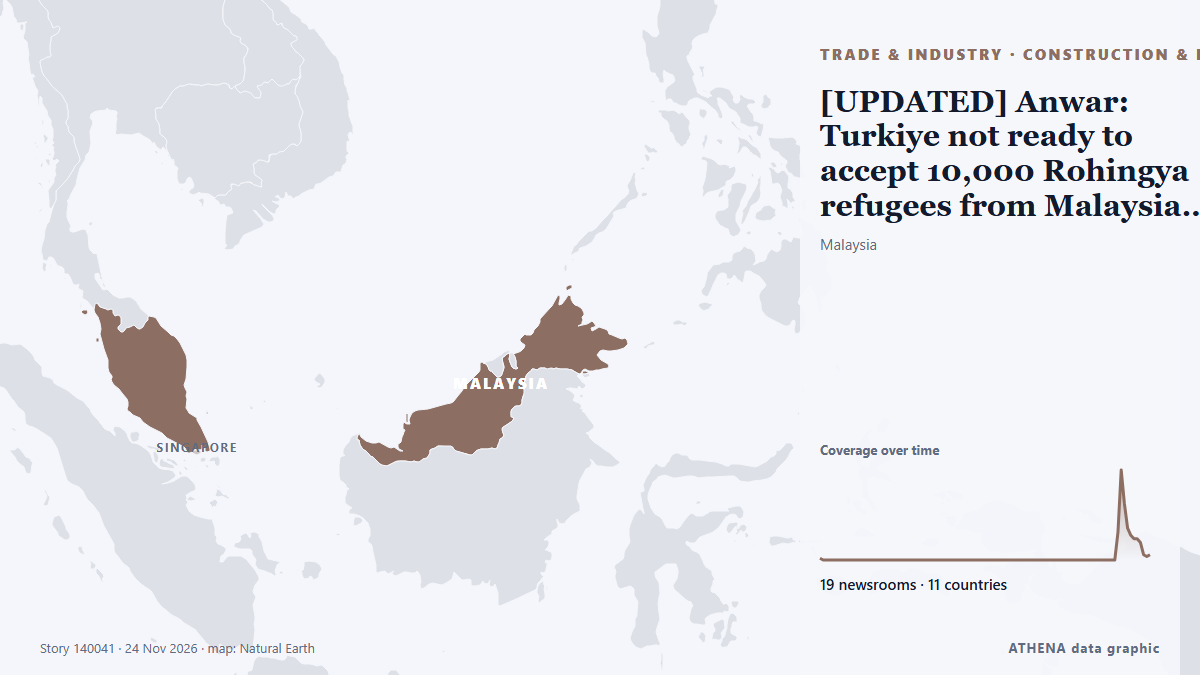 TRADE & INDUSTRY · CONSTRUCTION &
[UPDATED] Anwar:
Turkiye not ready to
accept 10,000 Rohingya
refugees from Malaysia..
Malaysia
MALAYSIA
SINGAPORE
Coverage over time
19 newsrooms · 11 countries
Story 140041 · 24 Nov 2026 · map: Natural Earth
ATHENA data graphic